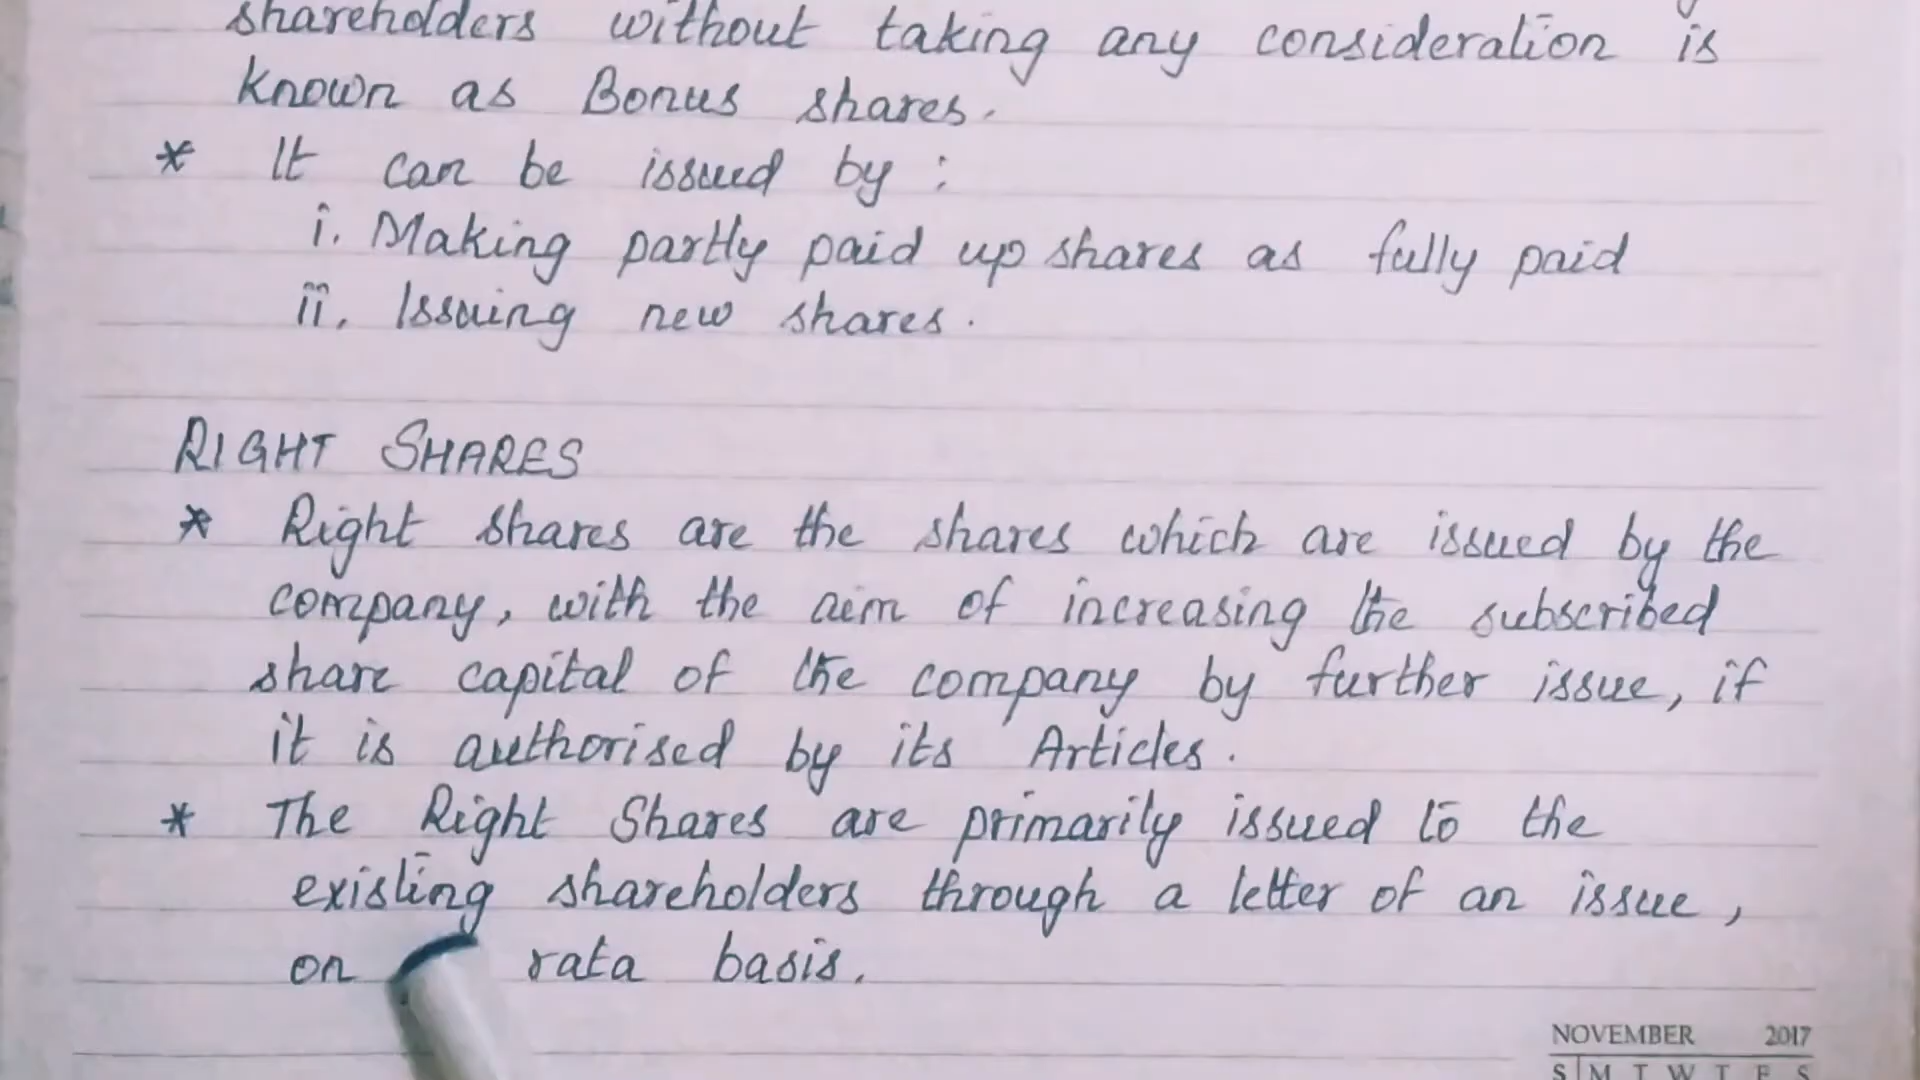 shareholders without taking any consideration is
known as Bonus shares.
* It can be issued by :
i. Making partly paid up shares as fully paid
ii. Issuing new shares.
RIGHT SHARES
* Right shares are the shares which are issued by the
company, with the aim of increasing the subscribed
share capital of the company by further issue, if
it is authorised by its Articles.
* The Right Shares are primarily issued to the
existing shareholders through a letter of an issue,
on rata basis.
NOVEMBER 2017
S M T W T F S